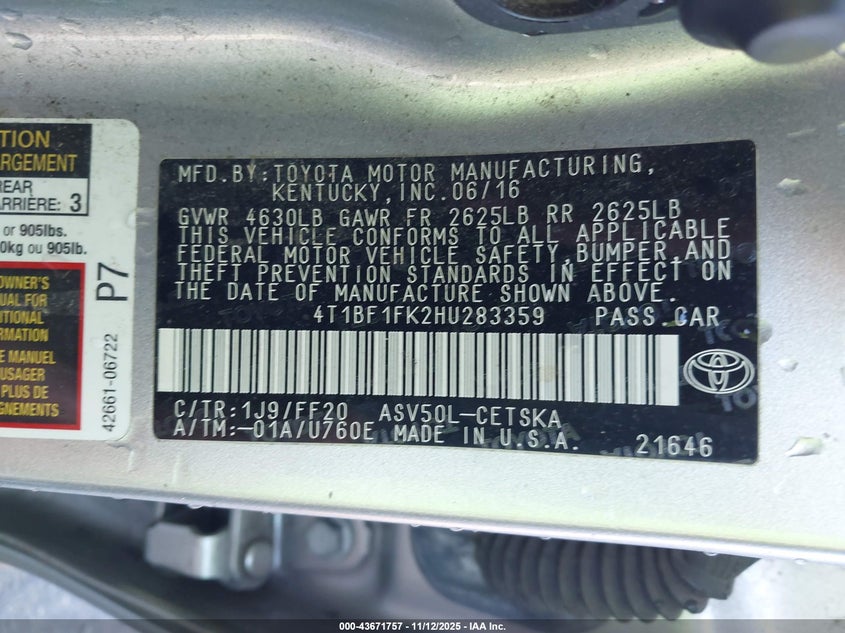 TION
ARGEMENT
REAR
ARRIÈRE: 3
or 905lbs.
0kg ou 905lb.
OWNER'S
UAL FOR
ITIONAL
RMATION.
E MANUEL
USAGER
PLUS DE
GNEMENTS
P7
42661-06722
MFD.BY:TOYOTA MOTOR MANUFACTURING,
KENTUCKY,INC.06/16
GVWR 4630LB GAWR FR 2625LB RR 2625LB
THIS VEHICLE CONFORMS TO ALL APPLICABLE
FEDERAL MOTOR VEHICLE SAFETY,BUMPER,AND
THEFT PREVENTION STANDARDS IN EFFECT ON
THE DATE OF MANUFACTURE SHOWN ABOVE.
4T1BF1FK2HU283359 PASS CAR
C/TR:1J9/FF20 ASV50L-CETSKA
A/TM:-01A/U760E MADE IN U.S.A. 21646
000-43671757 - 11/12/2025 - IAA Inc.